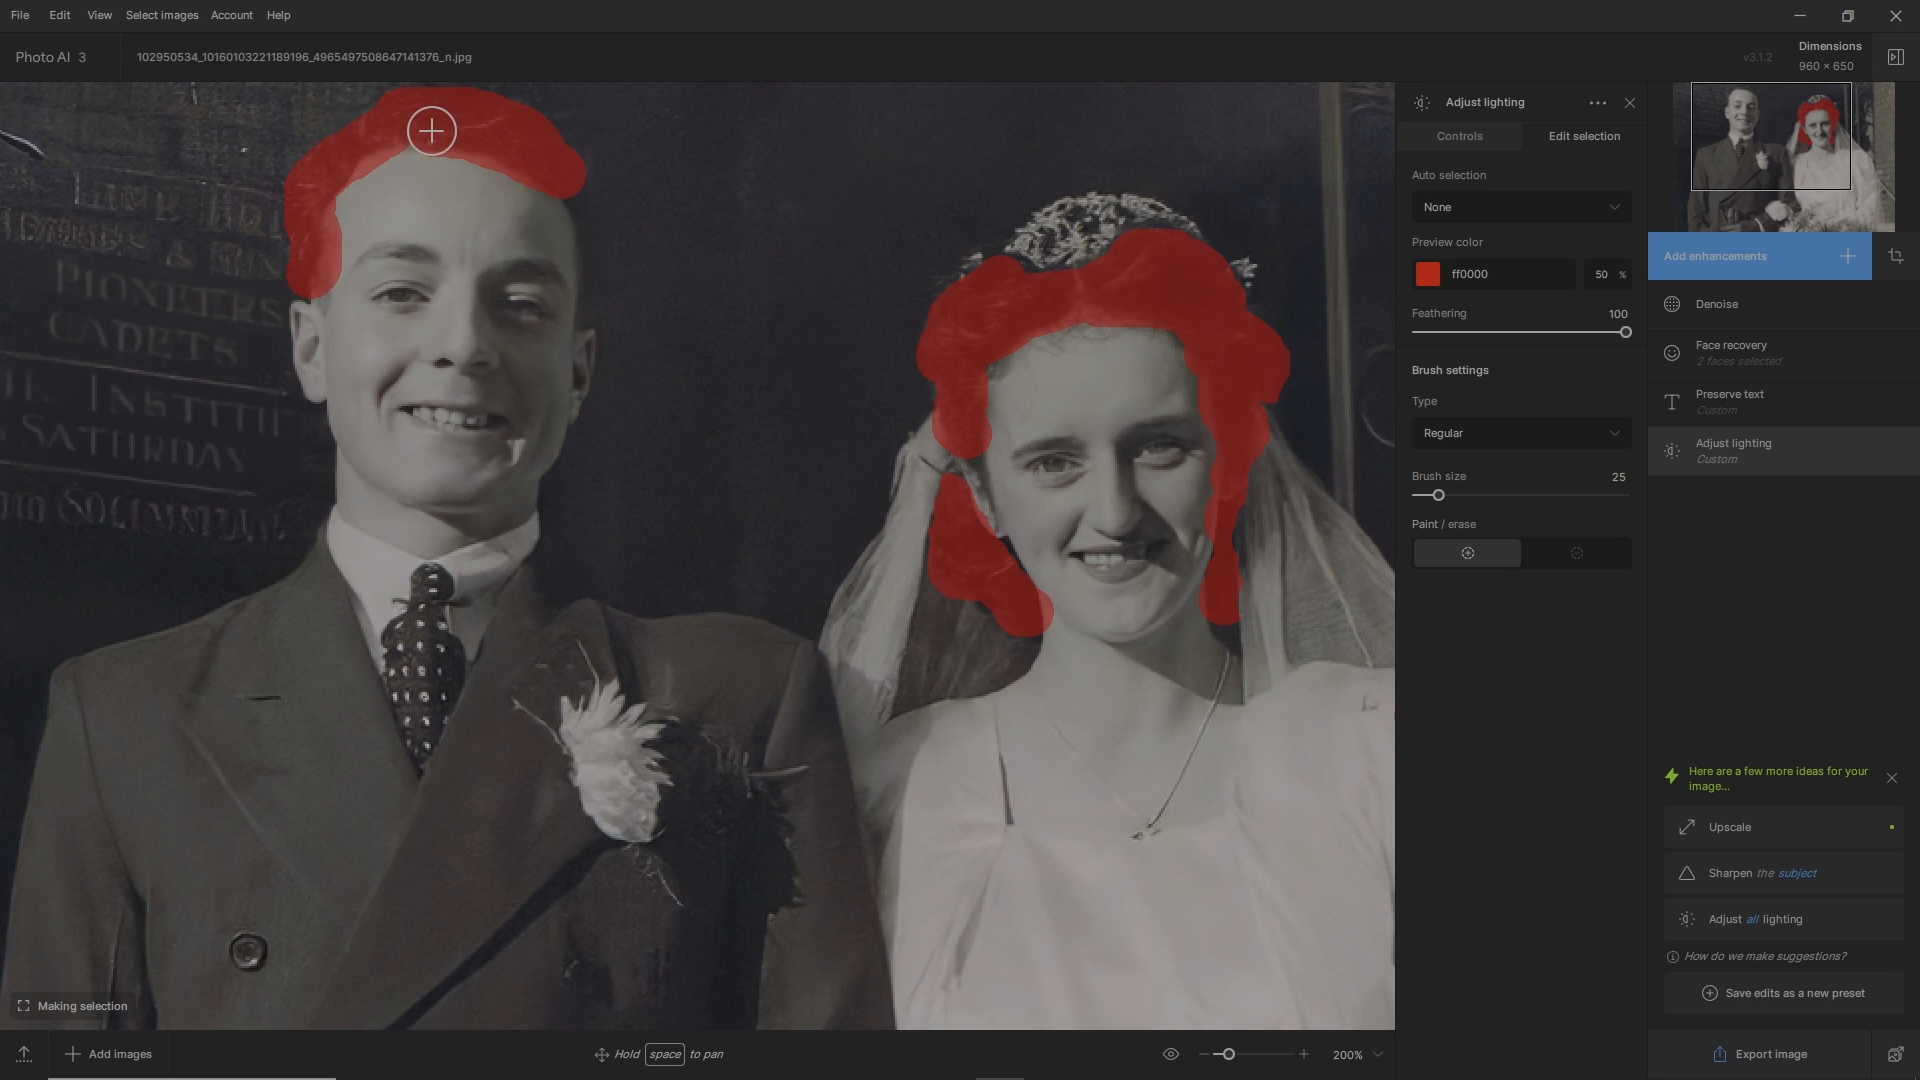 File Edit View Select images Account Help
Photo AI 3 102950534_10160103221189196_4965497508647141376_n.jpg v3.1.2 Dimensions
960 × 650
Adjust lighting
Controls Edit selection
Auto selection
None
Preview color
ff0000 50 %
Feathering 100
Brush settings
Type
Regular
Brush size 25
Paint / erase
Add enhancements
Denoise
Face recovery
2 faces selected
Preserve text
Custom
Adjust lighting
Custom
Here are a few more ideas for your
image...
Upscale
Sharpen the subject
Adjust all lighting
How do we make suggestions?
Save edits as a new preset
PIONEERS
CADETS
SATURDAY
Making selection
Add images Hold space to pan 200% Export image